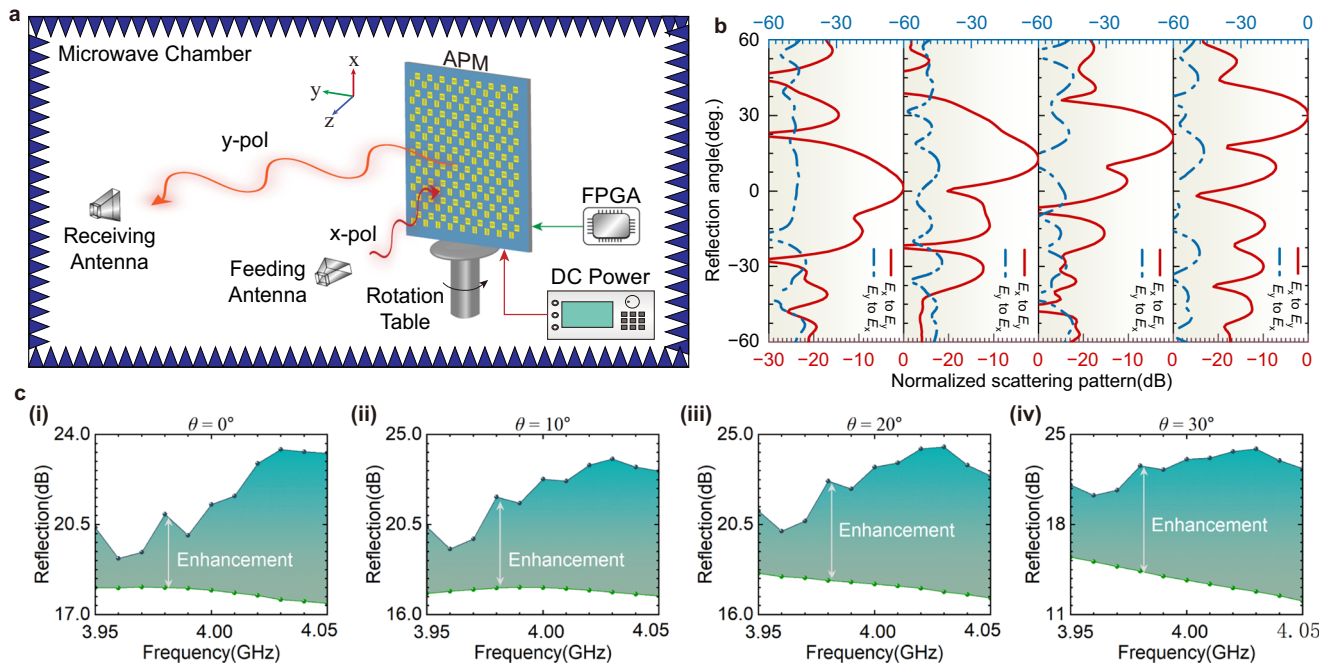 a
Microwave Chamber
APM
x
y
z
y-pol
FPGA
x-pol
Receiving
Antenna
Feeding
Antenna
DC Power
Rotation
Table
b
−60 −30 −60 −30 −60 −30 −60 −30 0
60
30
0
−30
−60
Reflection angle(deg.)
Ex to Ey
Ey to Ex
Ex to Ey
Ey to Ex
Ex to Ey
Ey to Ex
Ex to Ey
Ey to Ex
−30 −20 −10 0 −20 −10 0 −20 −10 0 −20 −10 0
Normalized scattering pattern(dB)
c
(i)
θ = 0°
24.0
20.5
17.0
Reflection(dB)
Enhancement
3.95 4.00 4.05
Frequency(GHz)
(ii)
θ = 10°
25.0
20.5
16.0
Reflection(dB)
Enhancement
3.95 4.00 4.05
Frequency(GHz)
(iii)
θ = 20°
25.0
20.5
16.0
Reflection(dB)
Enhancement
3.95 4.00 4.05
Frequency(GHz)
(iv)
θ = 30°
25
18
11
Reflection(dB)
Enhancement
3.95 4.00 4.05
Frequency(GHz)